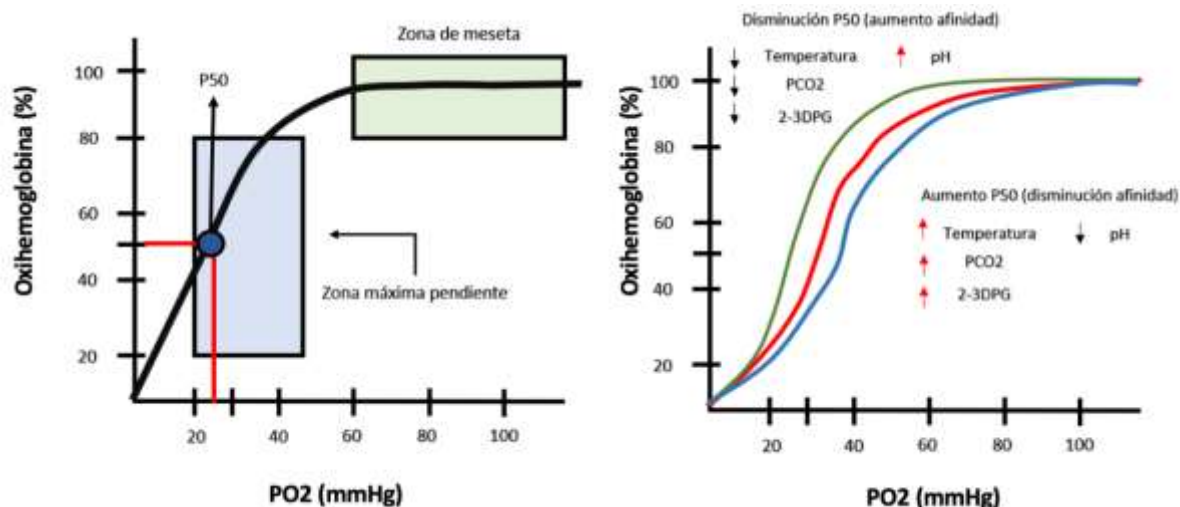 Zona de meseta
P50
Oxihemoglobina (%)
100
80
60
40
20
Zona máxima pendiente
20
40
60
80
100
PO2 (mmHg)
Disminución P50 (aumento afinidad)
↓ Temperatura ↑ pH
↓ PCO2
↓ 2-3DPG
Oxihemoglobina (%)
100
80
60
40
20
Aumento P50 (disminución afinidad)
↑ Temperatura ↓ pH
↑ PCO2
↑ 2-3DPG
20
40
60
80
100
PO2 (mmHg)